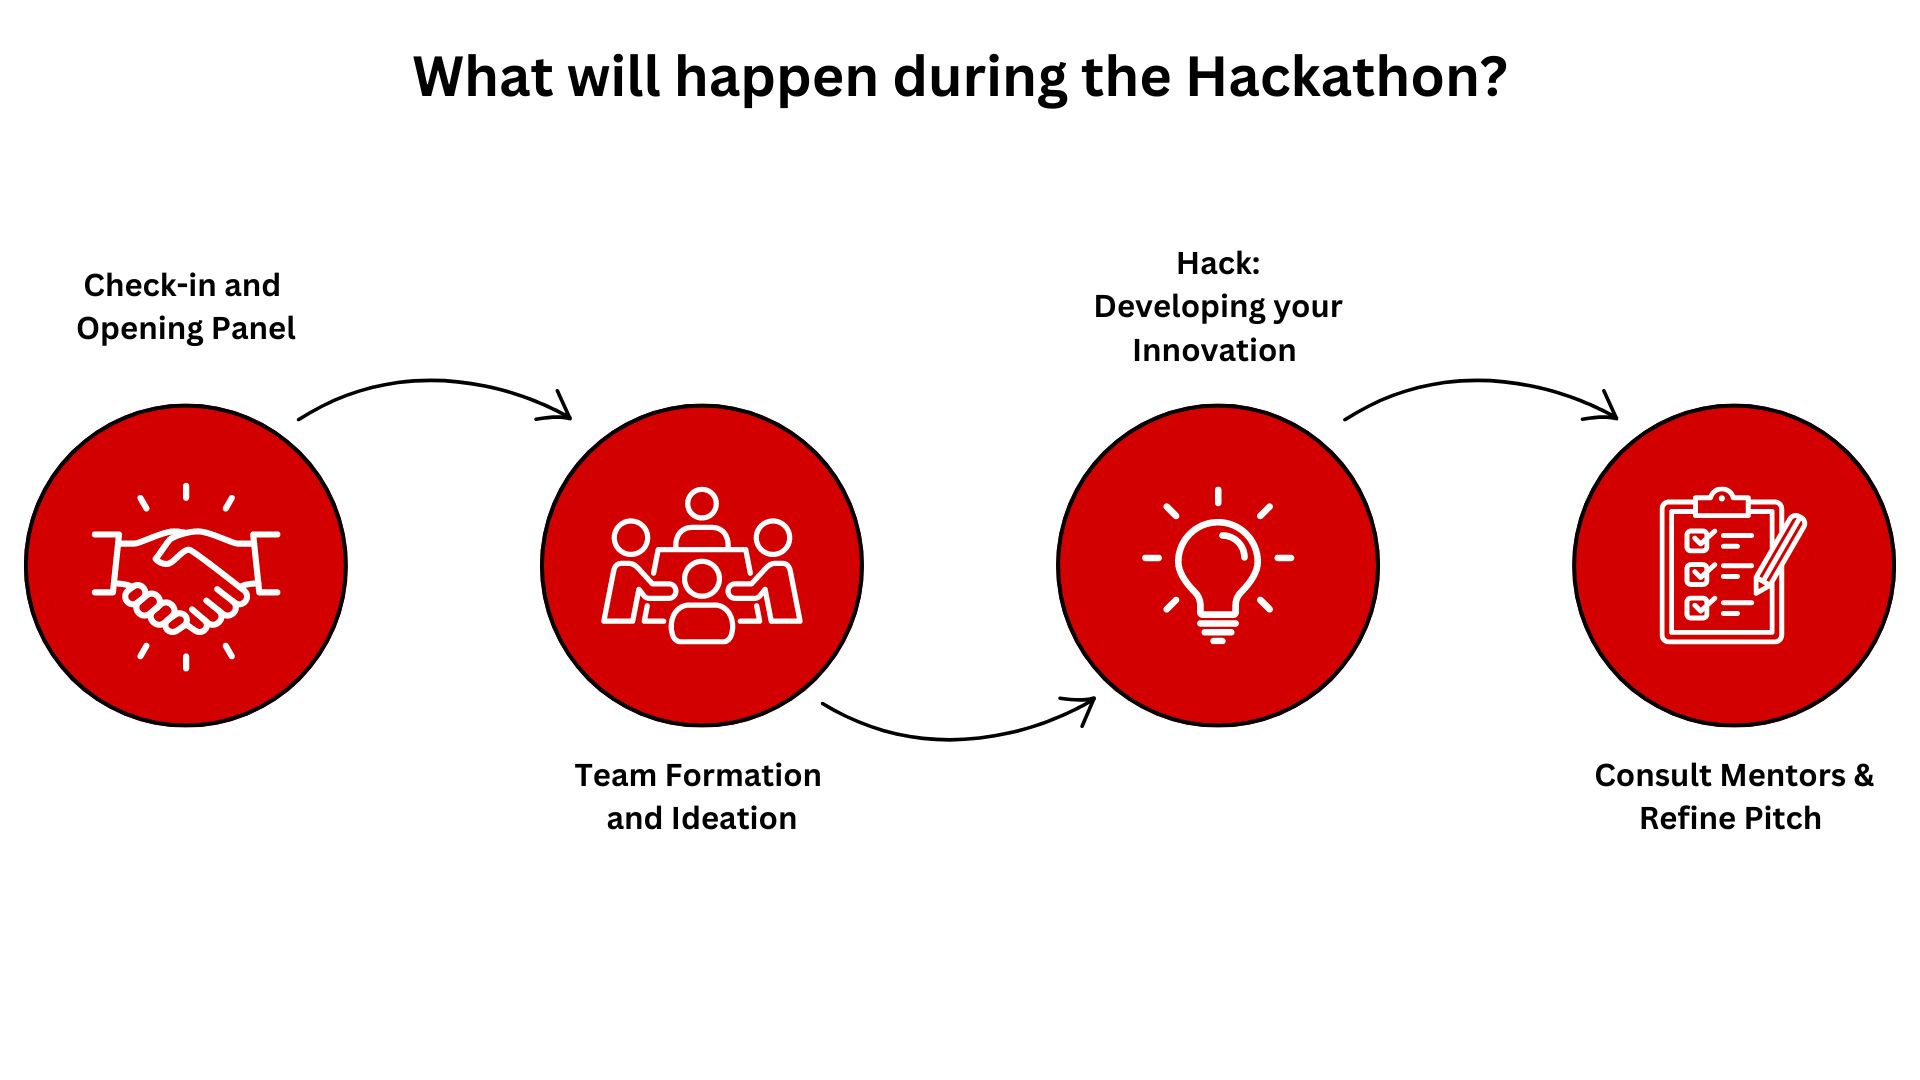 What will happen during the Hackathon?
Check-in and
Opening Panel
Team Formation
and Ideation
Hack:
Developing your
Innovation
Consult Mentors &
Refine Pitch